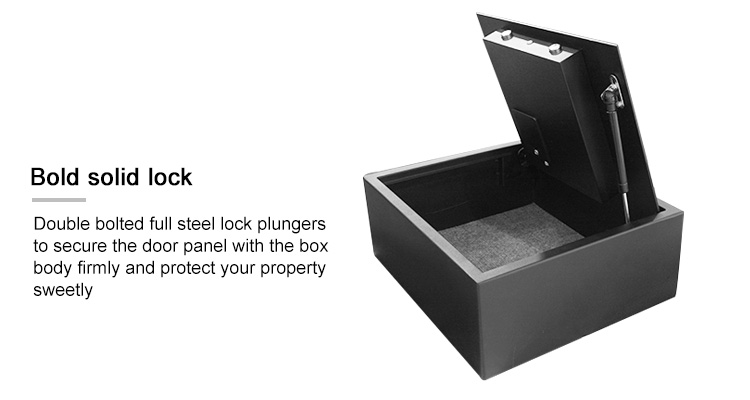 Bold solid lock
Double bolted full steel lock plungers
to secure the door panel with the box
body firmly and protect your property
sweetly